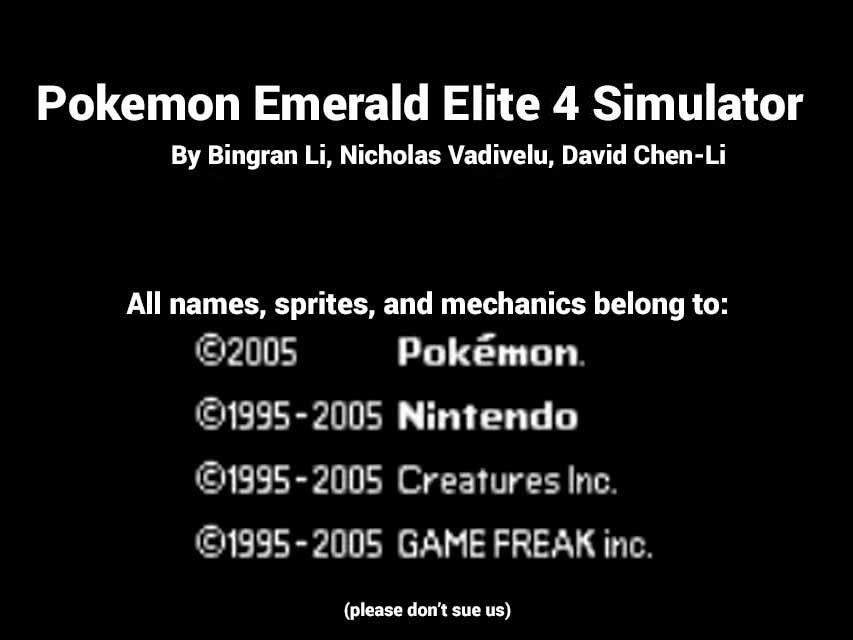 Pokemon Emerald Elite 4 Simulator
By Bingran Li, Nicholas Vadivelu, David Chen-Li
All names, sprites, and mechanics belong to:
©2005 Pokémon.
©1995-2005 Nintendo
©1995-2005 Creatures Inc.
©1995-2005 GAME FREAK inc.
(please don't sue us)